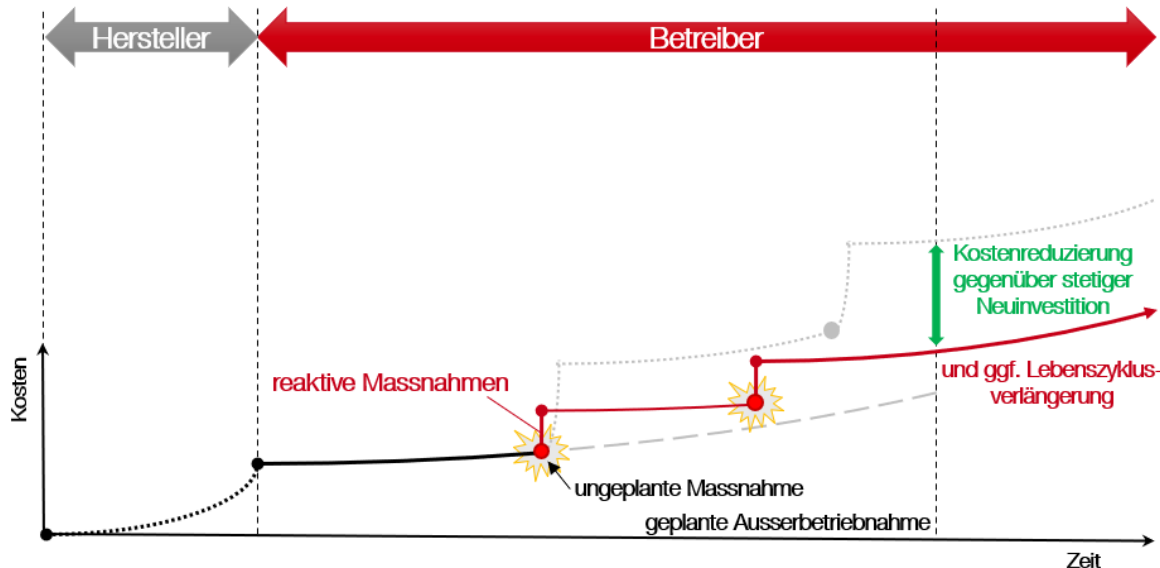 Hersteller
Betreiber
Kostenreduzierung
gegenüber stetiger
Neuinvestition
Kosten
reaktive Massnahmen
und ggf. Lebenszyklus-
verlängerung
ungeplante Massnahme
geplante Ausserbetriebnahme
Zeit